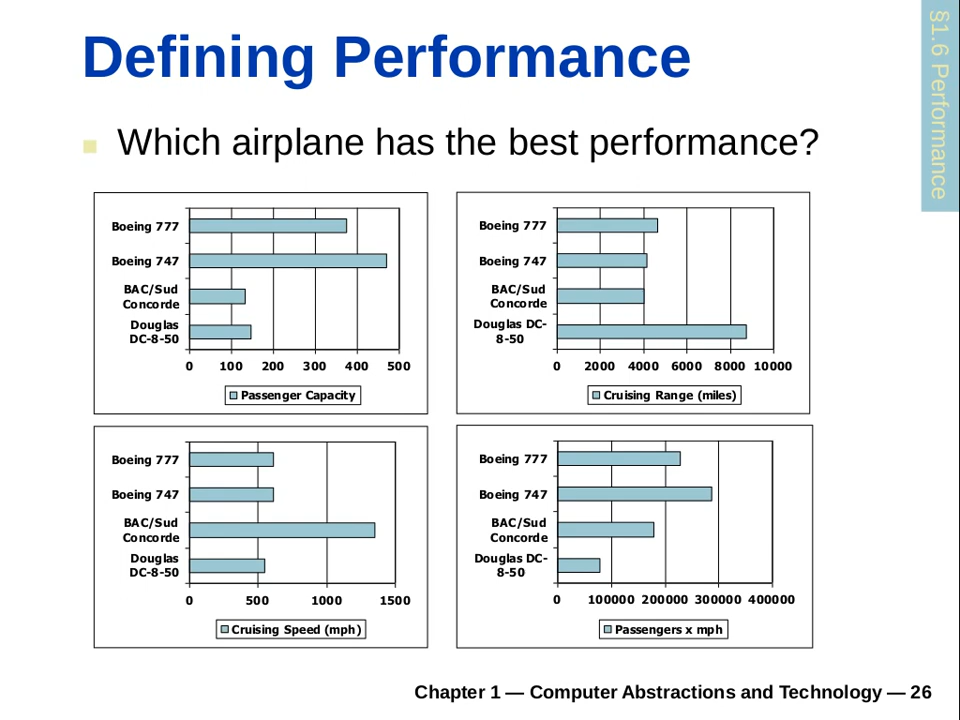 Defining Performance
§1.6 Performance
Which airplane has the best performance?
Boeing 777
Boeing 747
BAC/Sud
Concorde
Douglas
DC-8-50
0 100 200 300 400 500
Passenger Capacity
Boeing 777
Boeing 747
BAC/Sud
Concorde
Douglas DC-
8-50
0 2000 4000 6000 8000 10000
Cruising Range (miles)
Boeing 777
Boeing 747
BAC/Sud
Concorde
Douglas
DC-8-50
0 500 1000 1500
Cruising Speed (mph)
Boeing 777
Boeing 747
BAC/Sud
Concorde
Douglas DC-
8-50
0 100000 200000 300000 400000
Passengers x mph
Chapter 1 — Computer Abstractions and Technology — 26